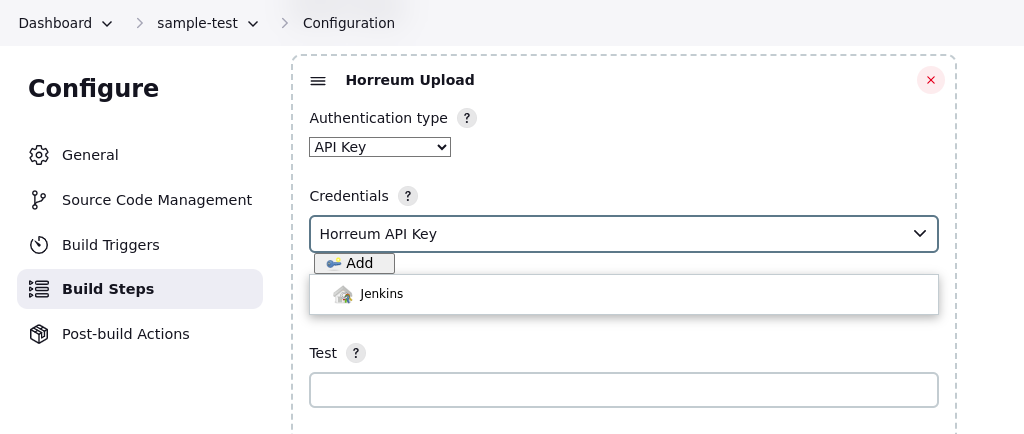 Dashboard sample-test Configuration
Configure
General
Source Code Management
Build Triggers
Build Steps
Post-build Actions
Horreum Upload
Authentication type ?
API Key
Credentials ?
Horreum API Key
Add
Jenkins
Test ?